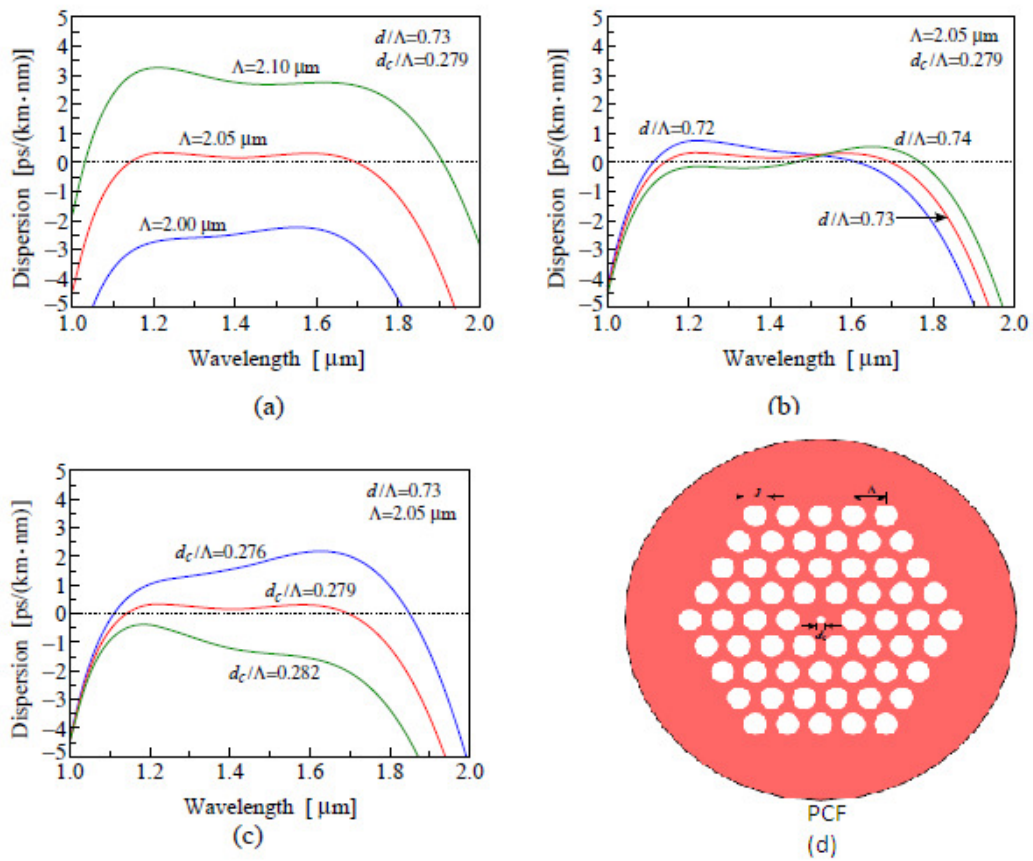 d/Λ=0.73
d_c/Λ=0.279
Λ=2.10 μm
Λ=2.05 μm
Λ=2.00 μm
Dispersion [ps/(km·nm)]
5
4
3
2
1
0
−1
−2
−3
−4
−5
1.0 1.2 1.4 1.6 1.8 2.0
Wavelength [μm]
(a)
Λ=2.05 μm
d_c/Λ=0.279
d/Λ=0.72
d/Λ=0.74
d/Λ=0.73
Dispersion [ps/(km·nm)]
5
4
3
2
1
0
−1
−2
−3
−4
−5
1.0 1.2 1.4 1.6 1.8 2.0
Wavelength [μm]
(b)
d/Λ=0.73
Λ=2.05 μm
d_c/Λ=0.276
d_c/Λ=0.279
d_c/Λ=0.282
Dispersion [ps/(km·nm)]
5
4
3
2
1
0
−1
−2
−3
−4
−5
1.0 1.2 1.4 1.6 1.8 2.0
Wavelength [μm]
(c)
Λ
d_c
PCF
(d)